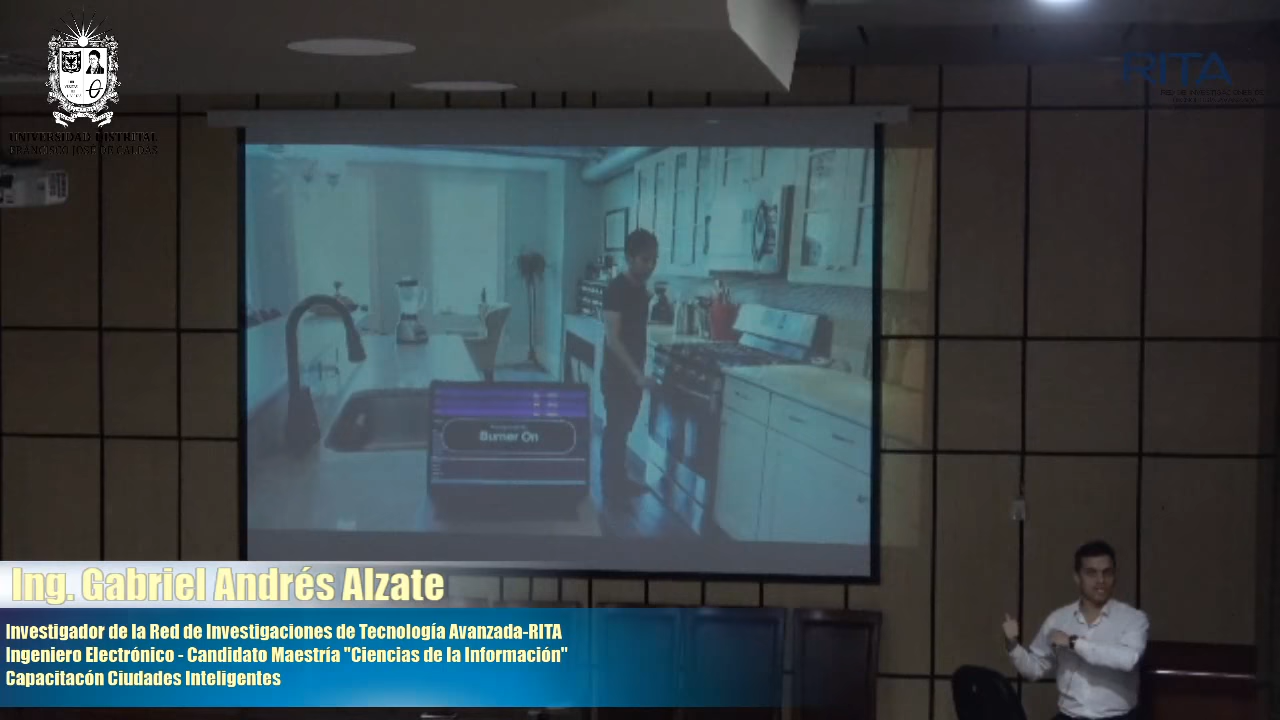 UNIVERSIDAD DISTRITAL
FRANCISCO JOSÉ DE CALDAS
RITA
Burner On
Ing. Gabriel Andrés Alzate
Investigador de la Red de Investigaciones de Tecnología Avanzada-RITA
Ingeniero Electrónico - Candidato Maestría "Ciencias de la Información"
Capacitacón Ciudades Inteligentes